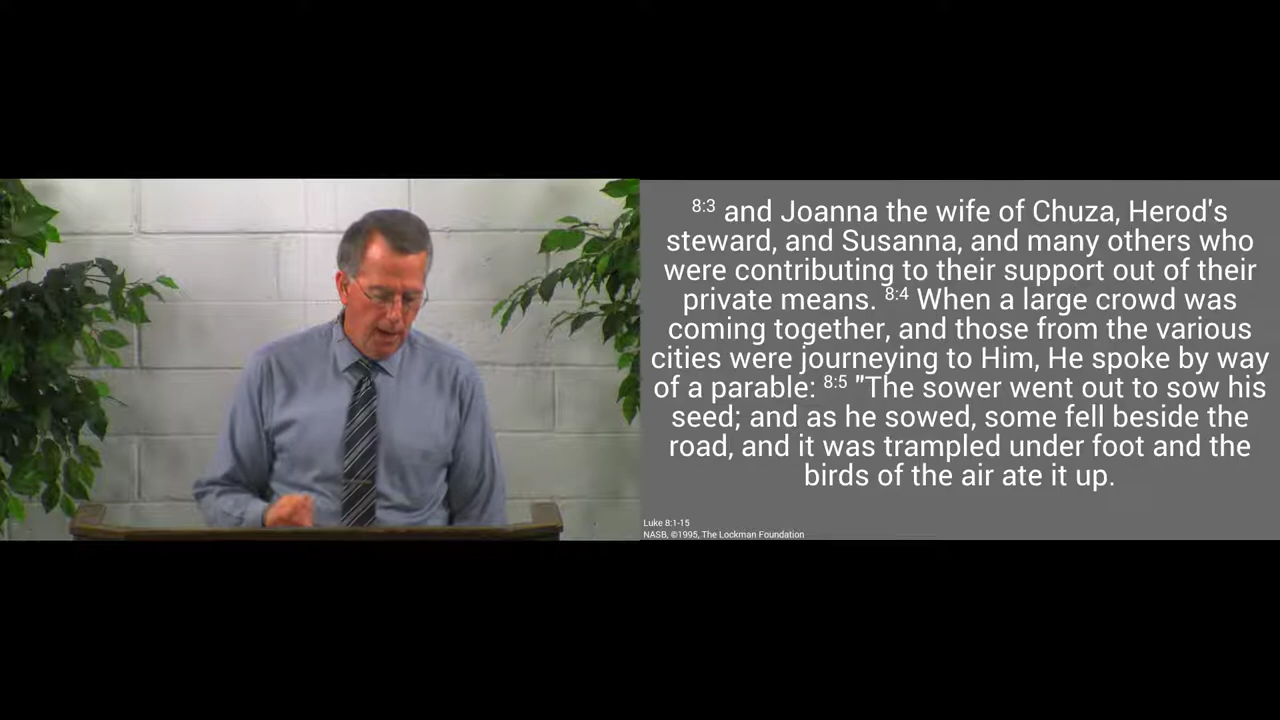 8:3 and Joanna the wife of Chuza, Herod's
steward, and Susanna, and many others who
were contributing to their support out of their
private means. 8:4 When a large crowd was
coming together, and those from the various
cities were journeying to Him, He spoke by way
of a parable: 8:5 "The sower went out to sow his
seed; and as he sowed, some fell beside the
road, and it was trampled under foot and the
birds of the air ate it up.
Luke 8:1-15
NASB, ©1995, The Lockman Foundation